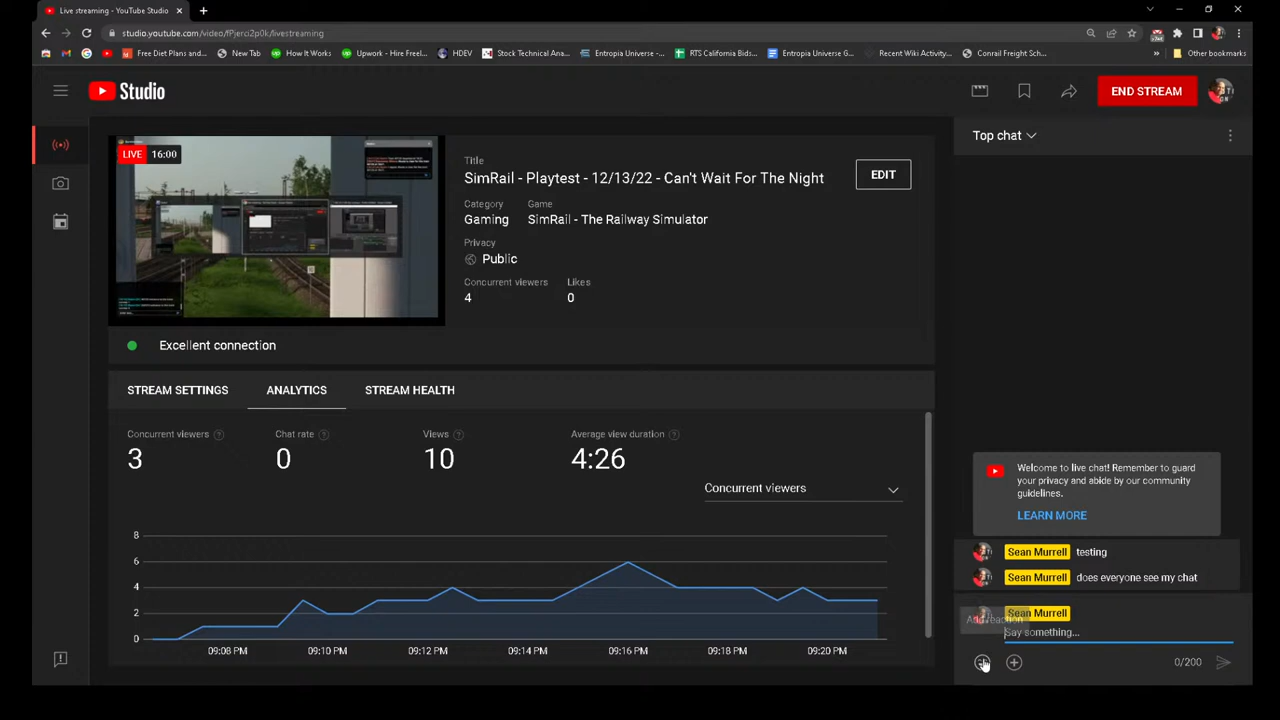 Live streaming - YouTube Studio
studio.youtube.com/video/fPjerci2p0k/livestreaming
Free Diet Plans and...
New Tab
How It Works
Upwork - Hire Freel...
HDEV
Stock Technical Ana...
Entropia Universe -...
RTS California Bids...
Entropia Universe G...
Recent Wiki Activity...
Conrail Freight Sch...
Other bookmarks
Studio
END STREAM
LIVE 16:00
Title
SimRail - Playtest - 12/13/22 - Can't Wait For The Night
EDIT
Category Game
Gaming SimRail - The Railway Simulator
Privacy
Public
Concurrent viewers Likes
4 0
Excellent connection
STREAM SETTINGS ANALYTICS STREAM HEALTH
Concurrent viewers Chat rate Views Average view duration
3 0 10 4:26
Concurrent viewers
8
6
4
2
0
09:08 PM 09:10 PM 09:12 PM 09:14 PM 09:16 PM 09:18 PM 09:20 PM
Top chat
Welcome to live chat! Remember to guard
your privacy and abide by our community
guidelines.
LEARN MORE
Sean Murrell testing
Sean Murrell does everyone see my chat
Sean Murrell
Say something...
0/200